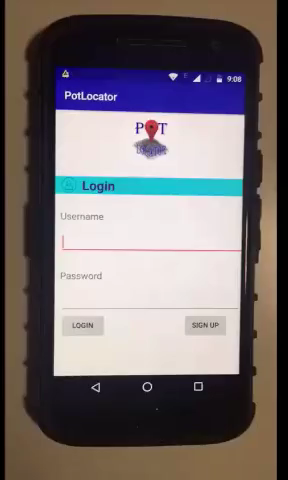 9:08
PotLocator
POT
Login
Username
Password
LOGIN
SIGN UP